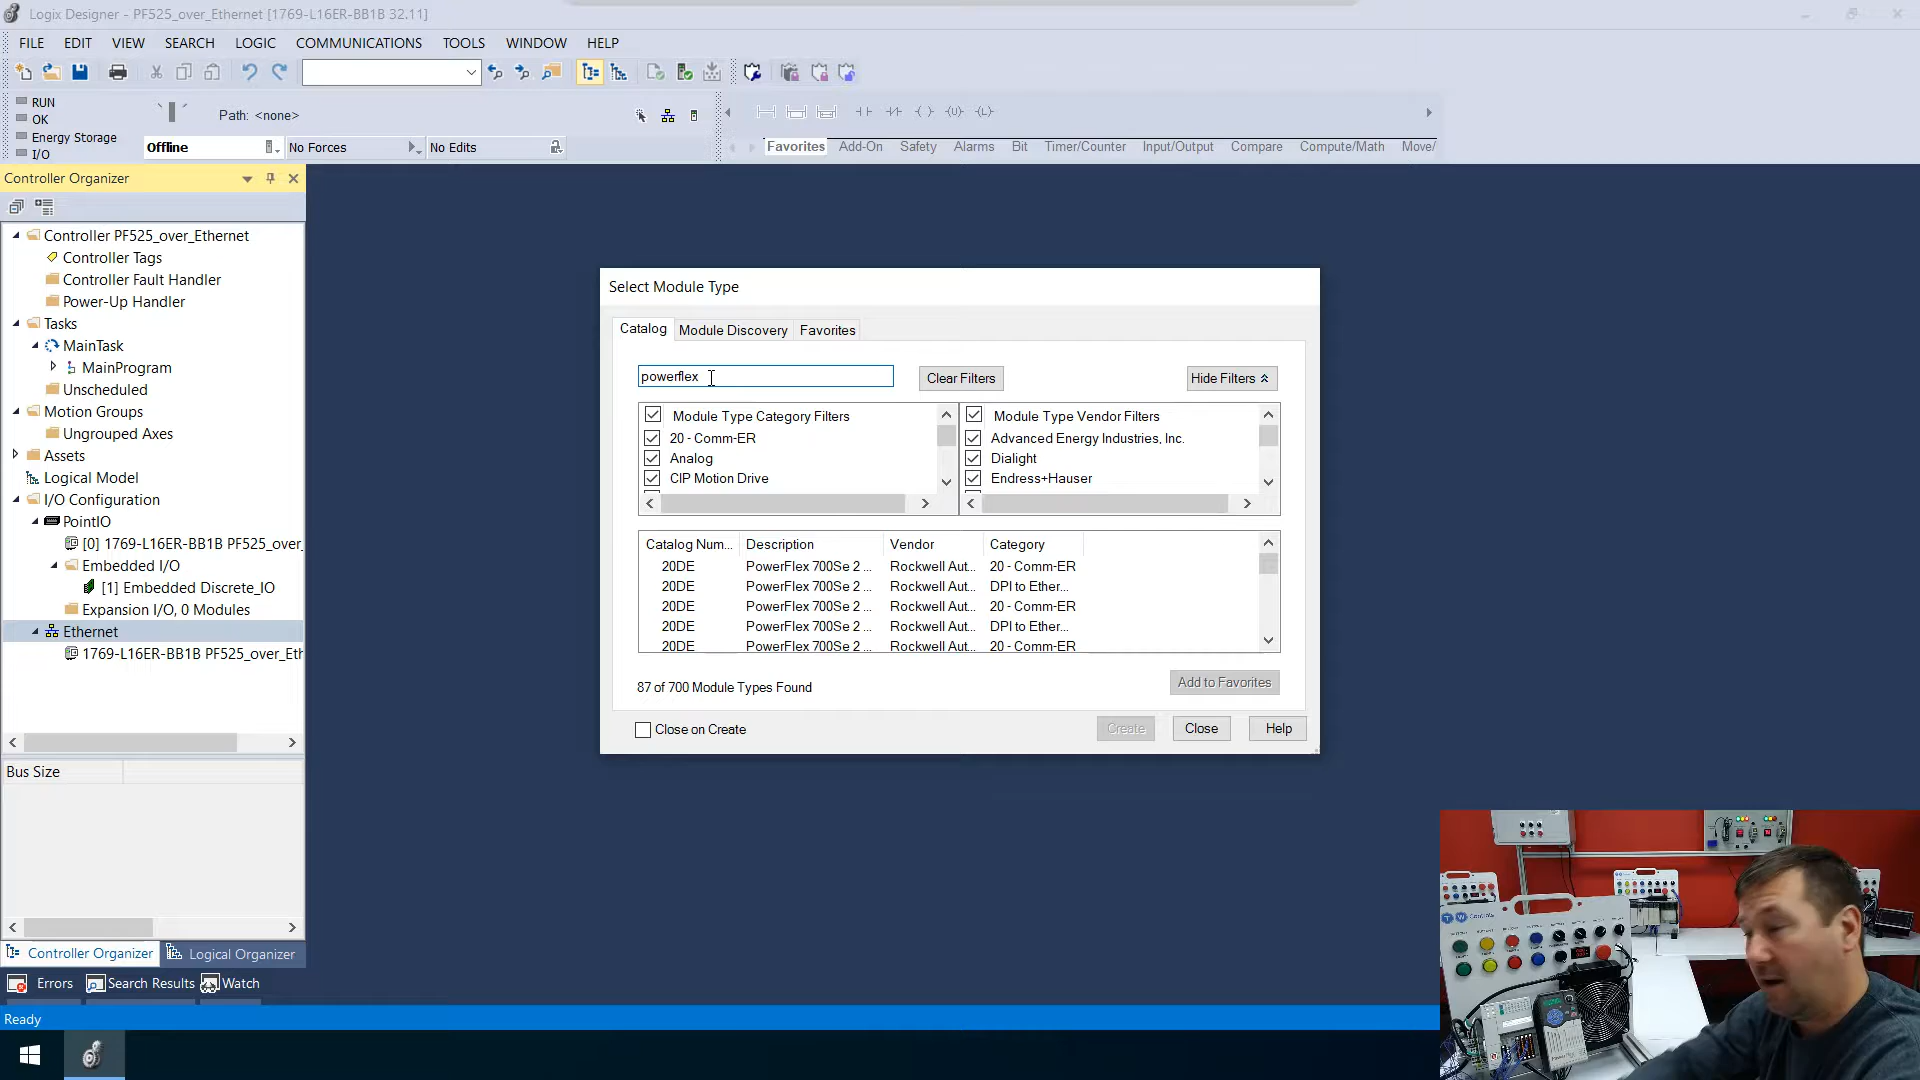 Logix Designer - PF525_over_Ethernet [1769-L16ER-BB1B 32.11]
FILE EDIT VIEW SEARCH LOGIC COMMUNICATIONS TOOLS WINDOW HELP
RUN
OK
Energy Storage
I/O
Path: <none>
Offline
No Forces
No Edits
Favorites Add-On Safety Alarms Bit Timer/Counter Input/Output Compare Compute/Math Move/
Controller Organizer
Controller PF525_over_Ethernet
Controller Tags
Controller Fault Handler
Power-Up Handler
Tasks
MainTask
MainProgram
Unscheduled
Motion Groups
Ungrouped Axes
Assets
Logical Model
I/O Configuration
PointIO
[0] 1769-L16ER-BB1B PF525_over_
Embedded I/O
[1] Embedded Discrete_IO
Expansion I/O, 0 Modules
Ethernet
1769-L16ER-BB1B PF525_over_Eth
Bus Size
Controller Organizer
Logical Organizer
Errors
Search Results
Watch
Ready
Select Module Type
Catalog Module Discovery Favorites
powerflex
Clear Filters
Hide Filters
Module Type Category Filters
20 - Comm-ER
Analog
CIP Motion Drive
Module Type Vendor Filters
Advanced Energy Industries, Inc.
Dialight
Endress+Hauser
Catalog Num... Description Vendor Category
20DE PowerFlex 700Se 2 ... Rockwell Aut... 20 - Comm-ER
20DE PowerFlex 700Se 2 ... Rockwell Aut... DPI to Ether...
20DE PowerFlex 700Se 2 ... Rockwell Aut... 20 - Comm-ER
20DE PowerFlex 700Se 2 ... Rockwell Aut... DPI to Ether...
20DE PowerFlex 700Se 2 ... Rockwell Aut... 20 - Comm-ER
87 of 700 Module Types Found
Add to Favorites
Close on Create
Create
Close
Help